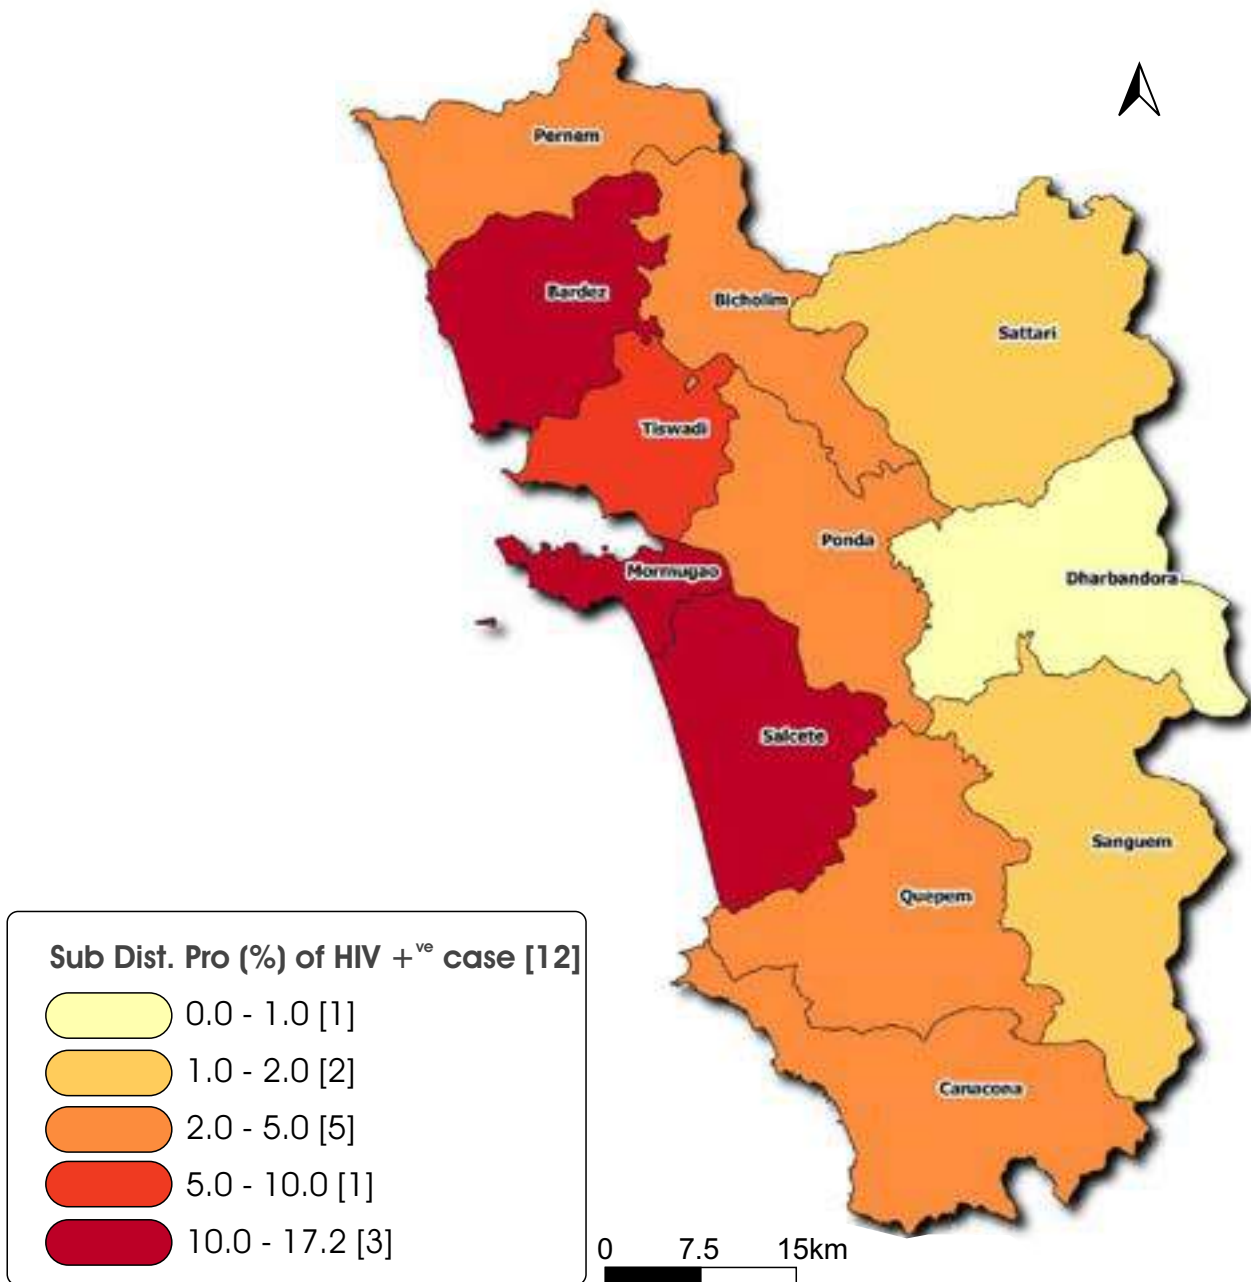 Pernem
Bardez
Bicholim
Sattari
Tiswadi
Ponda
Mormugao
Dharbandora
Salcete
Sanguem
Quepem
Canacona
Sub Dist. Pro (%) of HIV +ve case [12]
0.0 - 1.0 [1]
1.0 - 2.0 [2]
2.0 - 5.0 [5]
5.0 - 10.0 [1]
10.0 - 17.2 [3]
0 7.5 15km